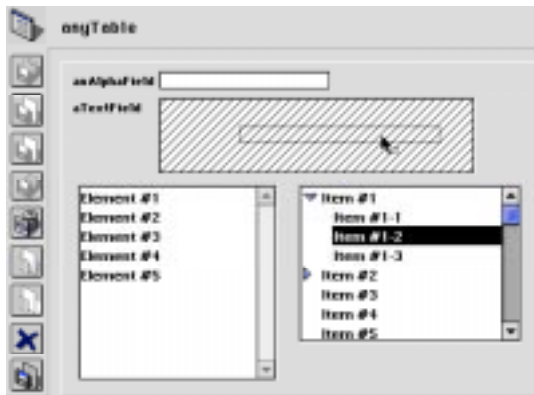 anyTable
anAlphaField
aTextField
Element #1
Element #2
Element #3
Element #4
Element #5
Item #1
Item #1-1
Item #1-2
Item #1-3
Item #2
Item #3
Item #4
Item #5